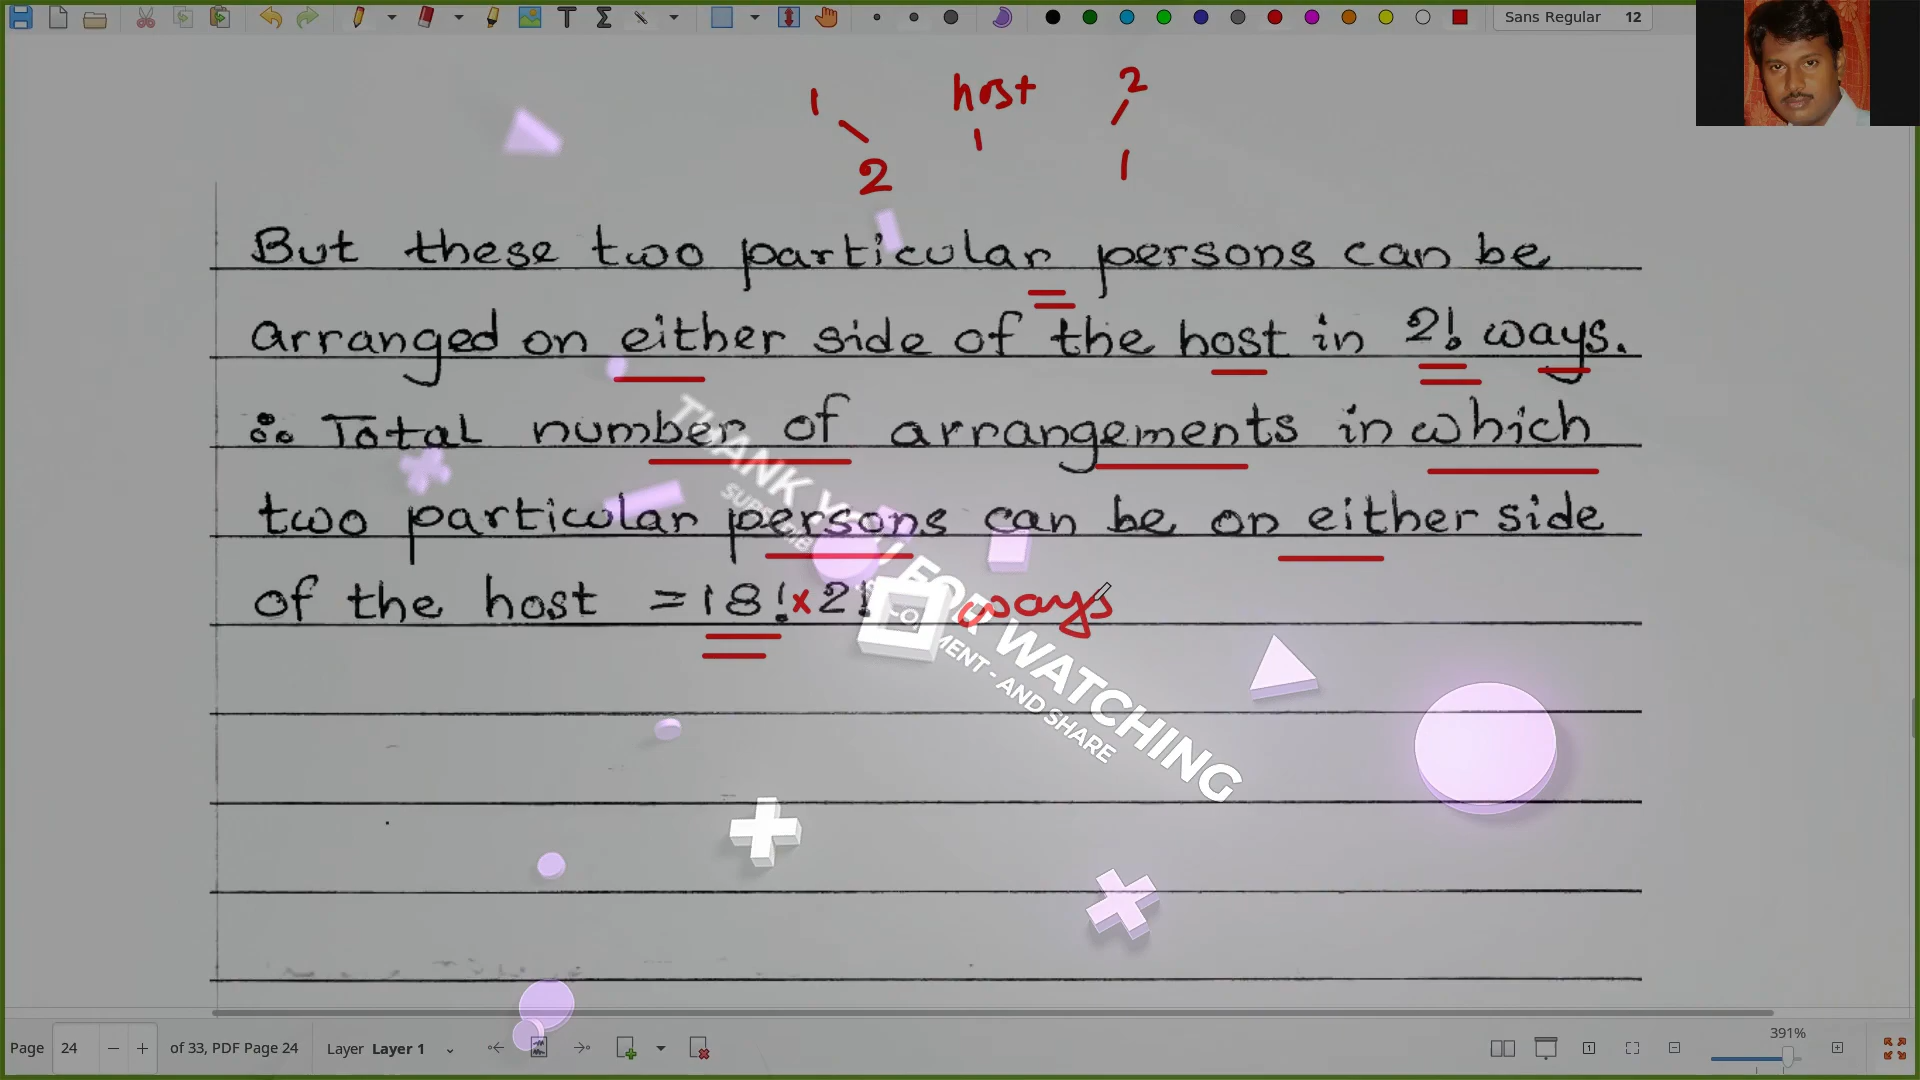 Sans Regular 12
1 host 2
1
2 1
But these two particular persons can be
arranged on either side of the host in 2! ways.
∴ Total number of arrangements in which
two particular persons can be on either side
of the host = 18! × 2! ways
THANK YOU FOR WATCHING
COMMENT - AND SHARE
391%
Page 24 of 33, PDF Page 24 Layer Layer 1